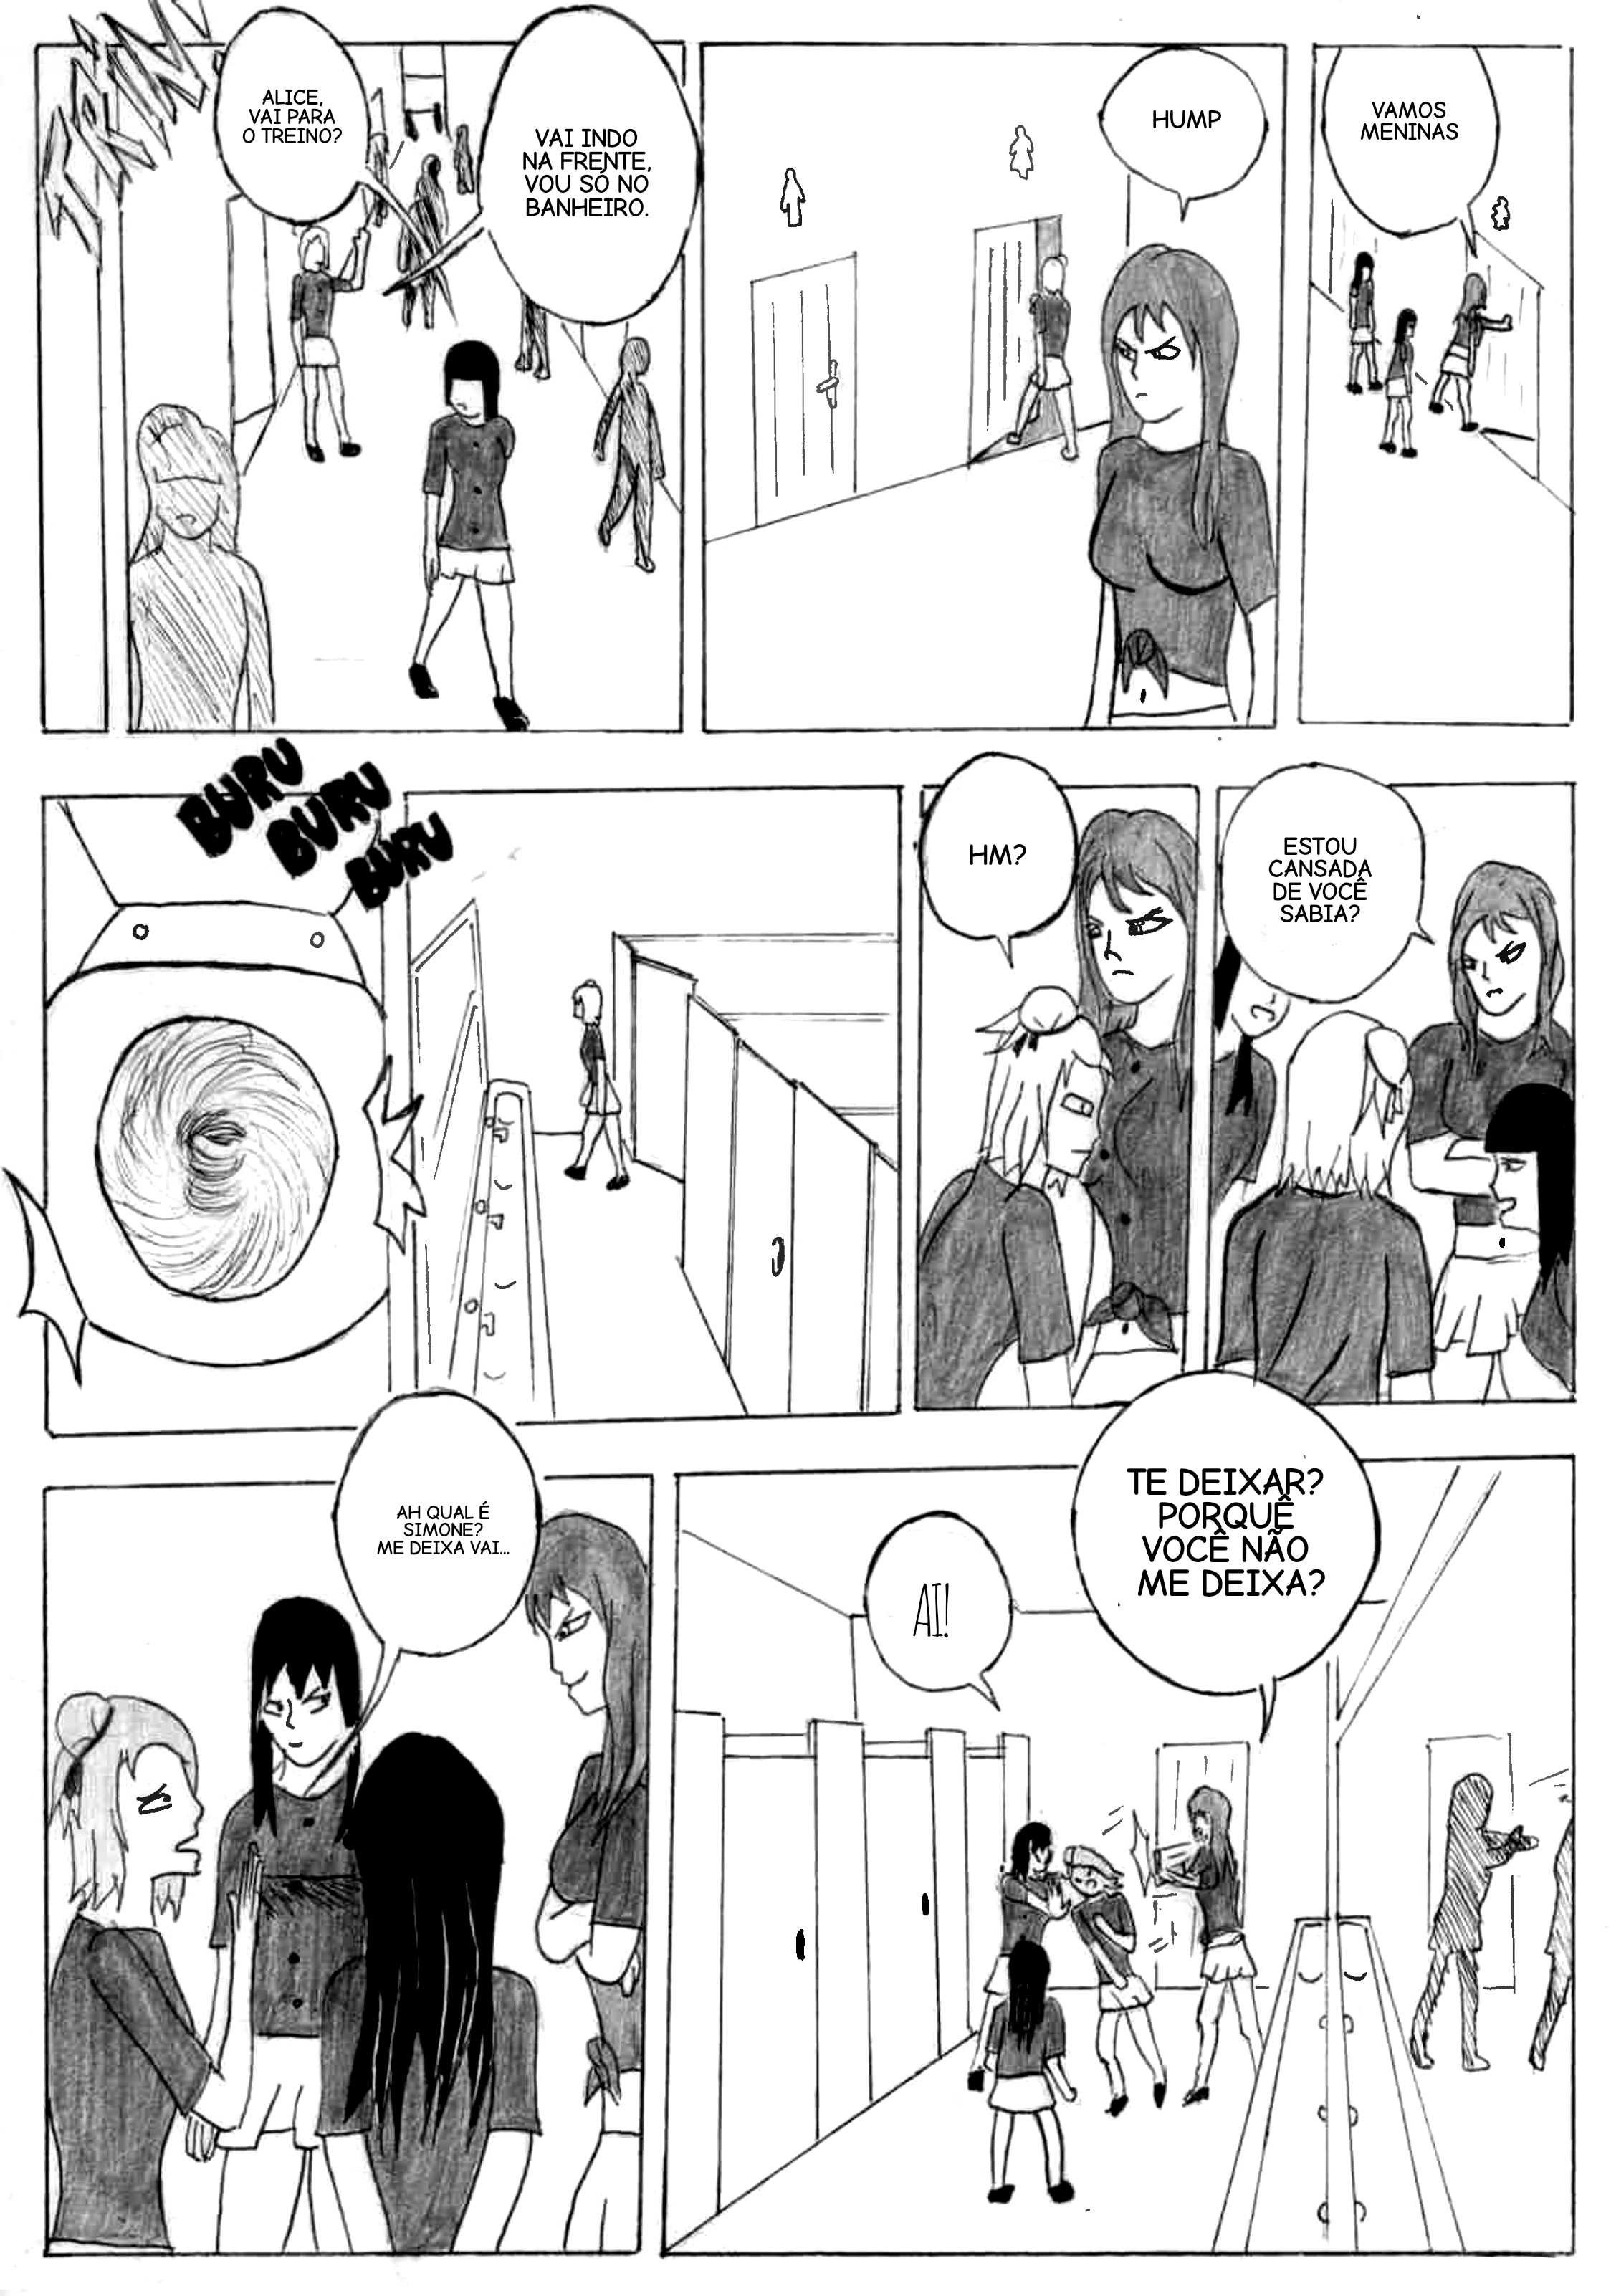 TRRIN!
ALICE,
VAI PARA
O TREINO?
VAI INDO
NA FRENTE,
VOU SÓ NO
BANHEIRO.
HUMP
VAMOS
MENINAS
BURU
BURU
BURU
HM?
ESTOU
CANSADA
DE VOCÊ
SABIA?
AH QUAL É
SIMONE?
ME DEIXA VAI...
AI!
TE DEIXAR?
PORQUÊ
VOCÊ NÃO
ME DEIXA?